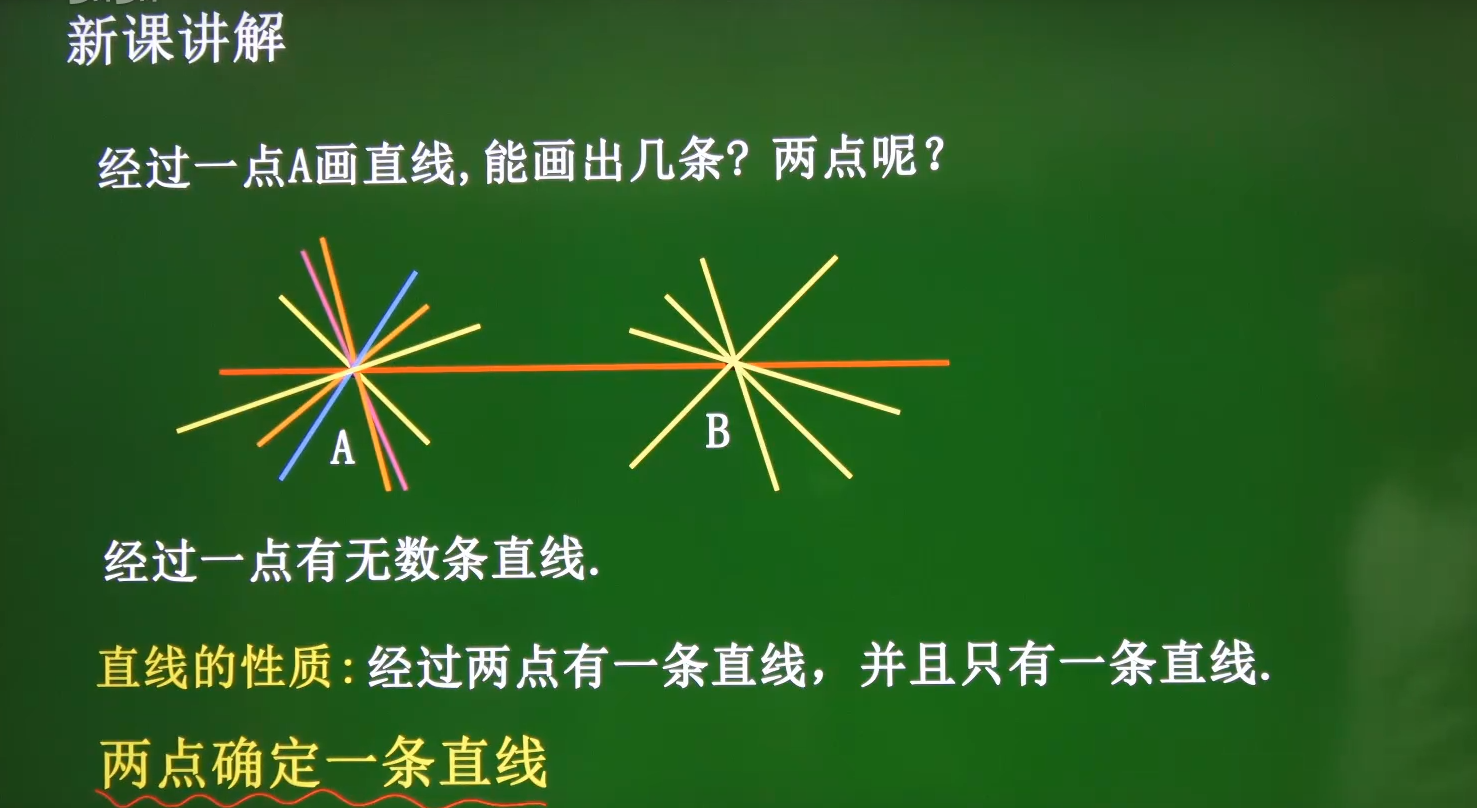 新课讲解
经过一点A画直线,能画出几条? 两点呢?
A
B
经过一点有无数条直线.
直线的性质:经过两点有一条直线，并且只有一条直线.
两点确定一条直线